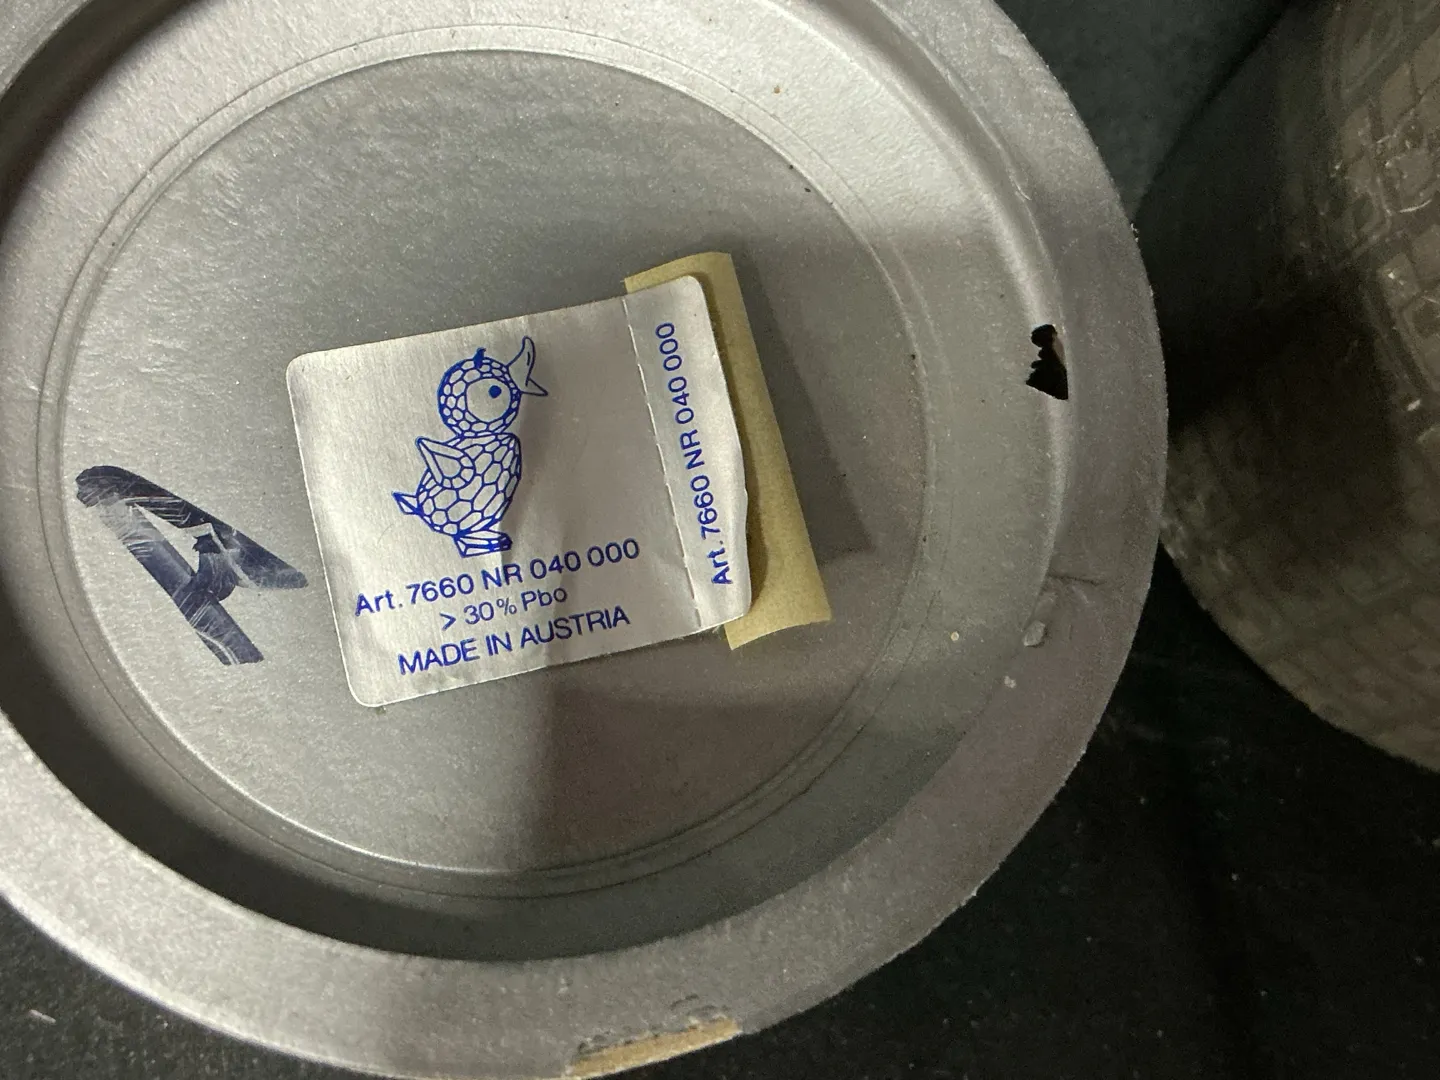 Art. 7660 NR 040 000
> 30% Pbo
MADE IN AUSTRIA
Art. 7660 NR 040 000
A